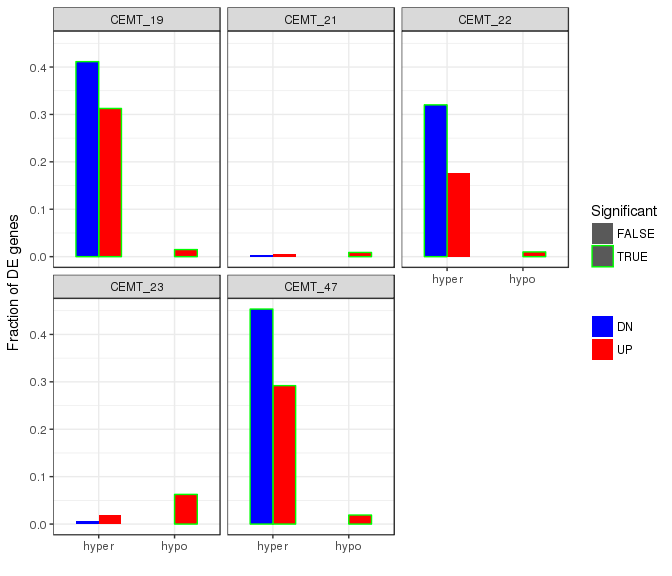 CEMT_19
CEMT_21
CEMT_22
0.4
0.3
0.2
0.1
0.0
hyper
hypo
CEMT_23
CEMT_47
0.4
0.3
0.2
0.1
0.0
hyper
hypo
hyper
hypo
Fraction of DE genes
Significant
FALSE
TRUE
DN
UP